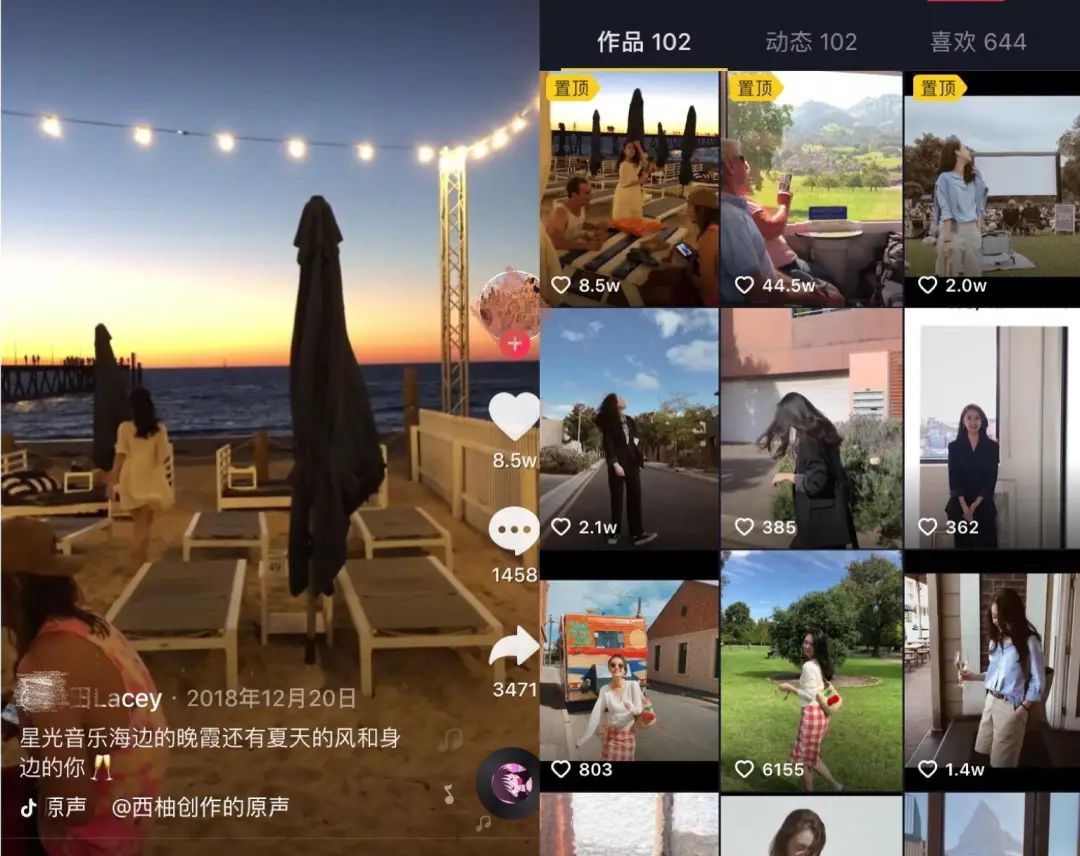 8.5w
1458
3471
Lacey · 2018年12月20日
星光音乐海边的晚霞还有夏天的风和身
边的你🥂
原声 @西柚创作的原声
49
作品 102
动态 102
喜欢 644
置顶
置顶
置顶
8.5w
44.5w
2.0w
2.1w
385
362
803
6155
1.4w